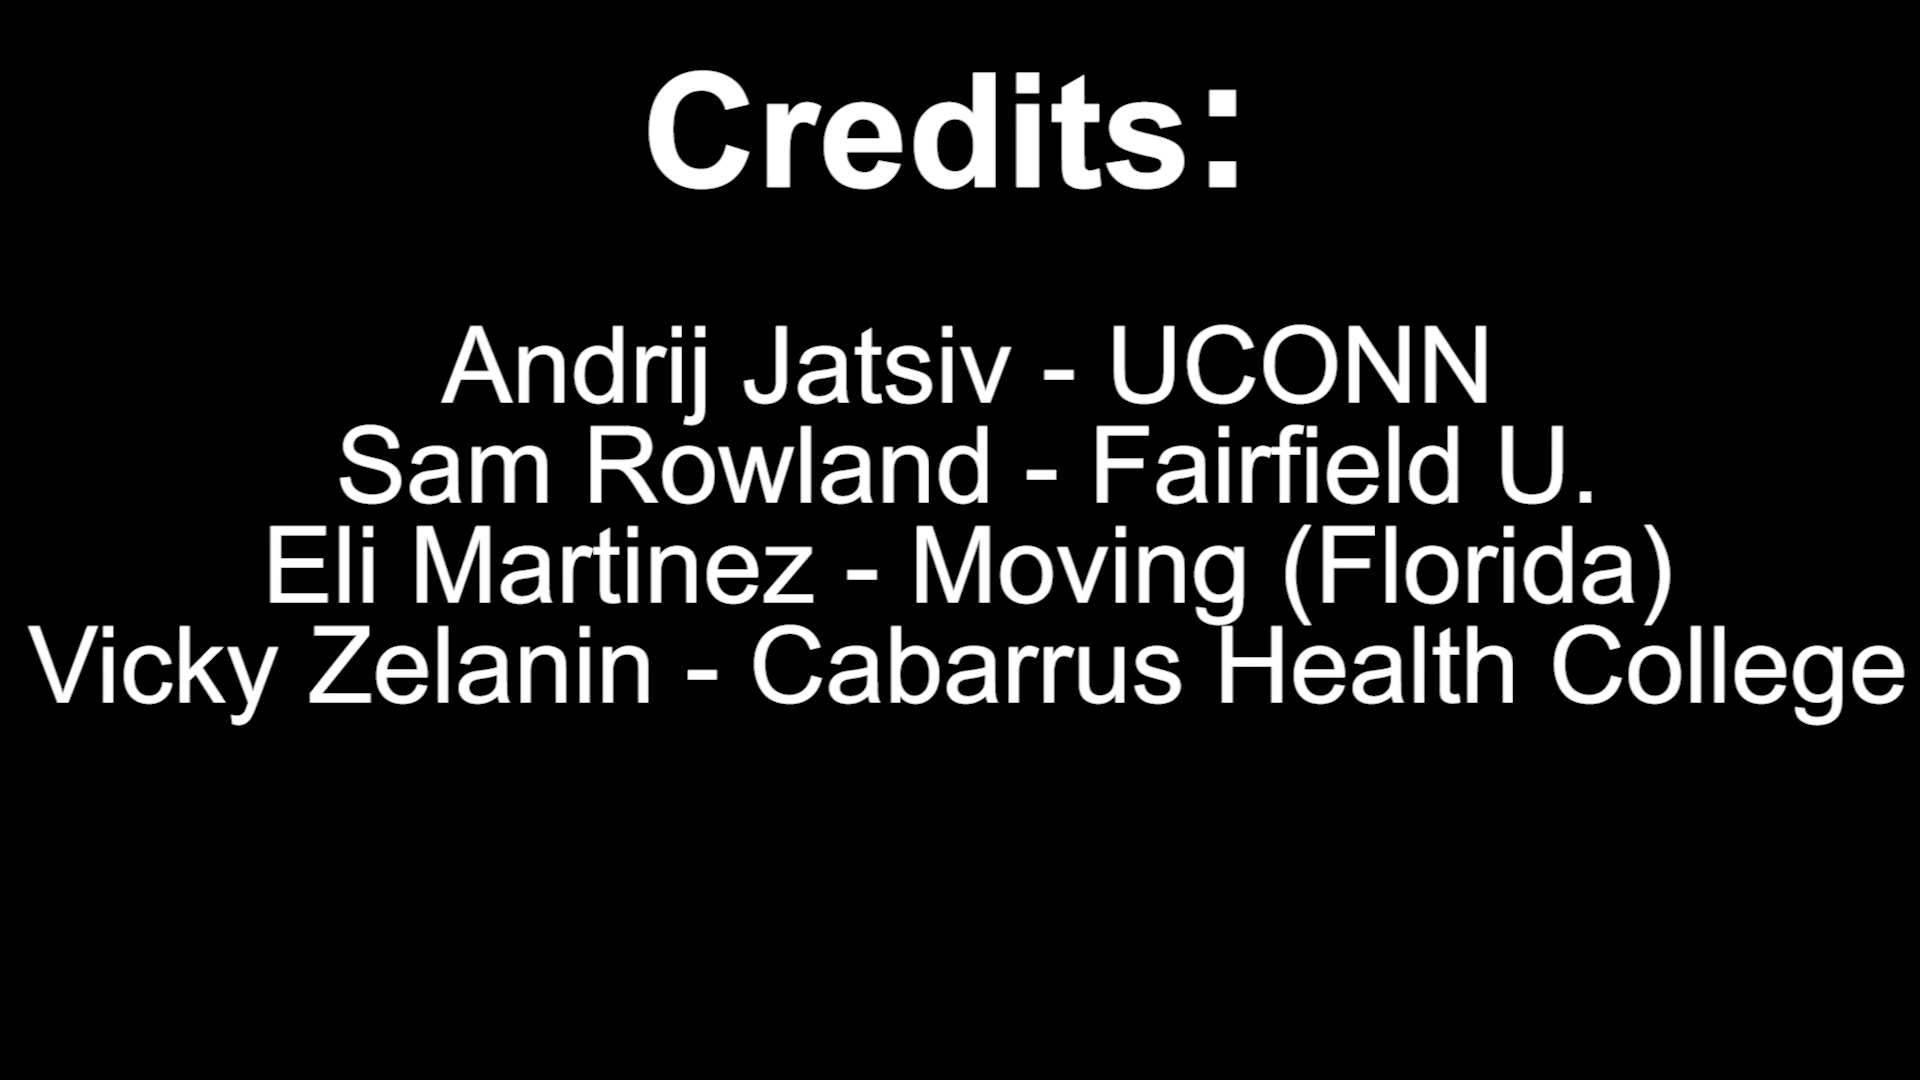 Credits:
Andrij Jatsiv - UCONN
Sam Rowland - Fairfield U.
Eli Martinez - Moving (Florida)
Vicky Zelanin - Cabarrus Health College